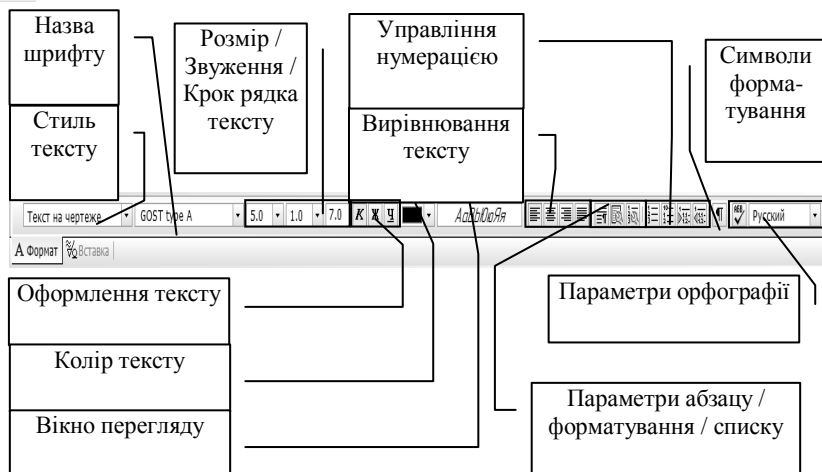 Назва
шрифту
Розмір /
Звуження /
Крок рядка
тексту
Управління
нумерацією
Символи
форма-
тування
Стиль
тексту
Вирівнювання
тексту
Текст на чертеже GOST type A 5.0 1.0 7.0 К Ж Ч АаВbЮюЯя Русский
А Формат Вставка
Оформлення тексту
Параметри орфографії
Колір тексту
Вікно перегляду
Параметри абзацу /
форматування / списку